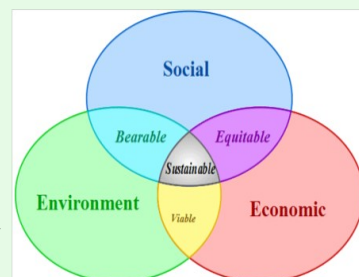 Social
Bearable
Equitable
Sustainable
Environment
Economic
Viable